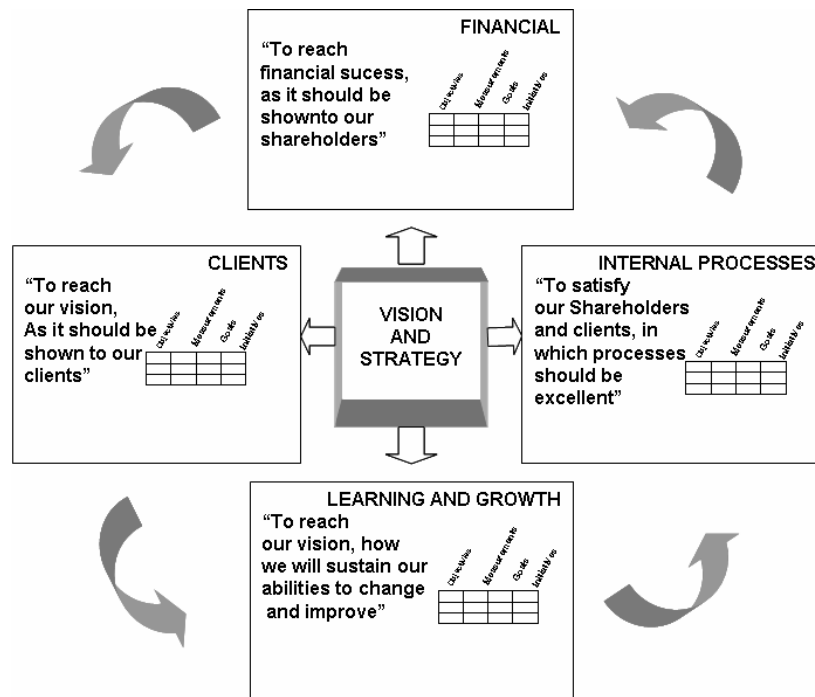 FINANCIAL
“To reach
financial sucess,
as it should be
shownto our
shareholders”
Objectives
Measurements
Goals
Initiatives
CLIENTS
“To reach
our vision,
As it should be
shown to our
clients”
Objectives
Measurements
Goals
Initiatives
VISION
AND
STRATEGY
INTERNAL PROCESSES
“To satisfy
our Shareholders
and clients, in
which processes
should be
excellent”
Objectives
Measurements
Goals
Initiatives
LEARNING AND GROWTH
“To reach
our vision, how
we will sustain our
abilities to change
and improve”
Objectives
Measurements
Goals
Initiatives